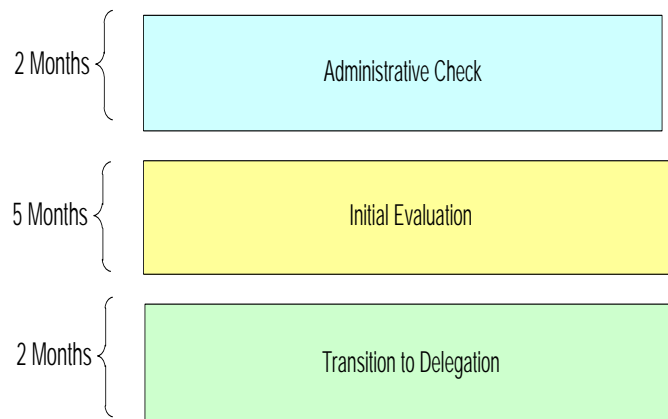 2 Months
Administrative Check
5 Months
Initial Evaluation
2 Months
Transition to Delegation